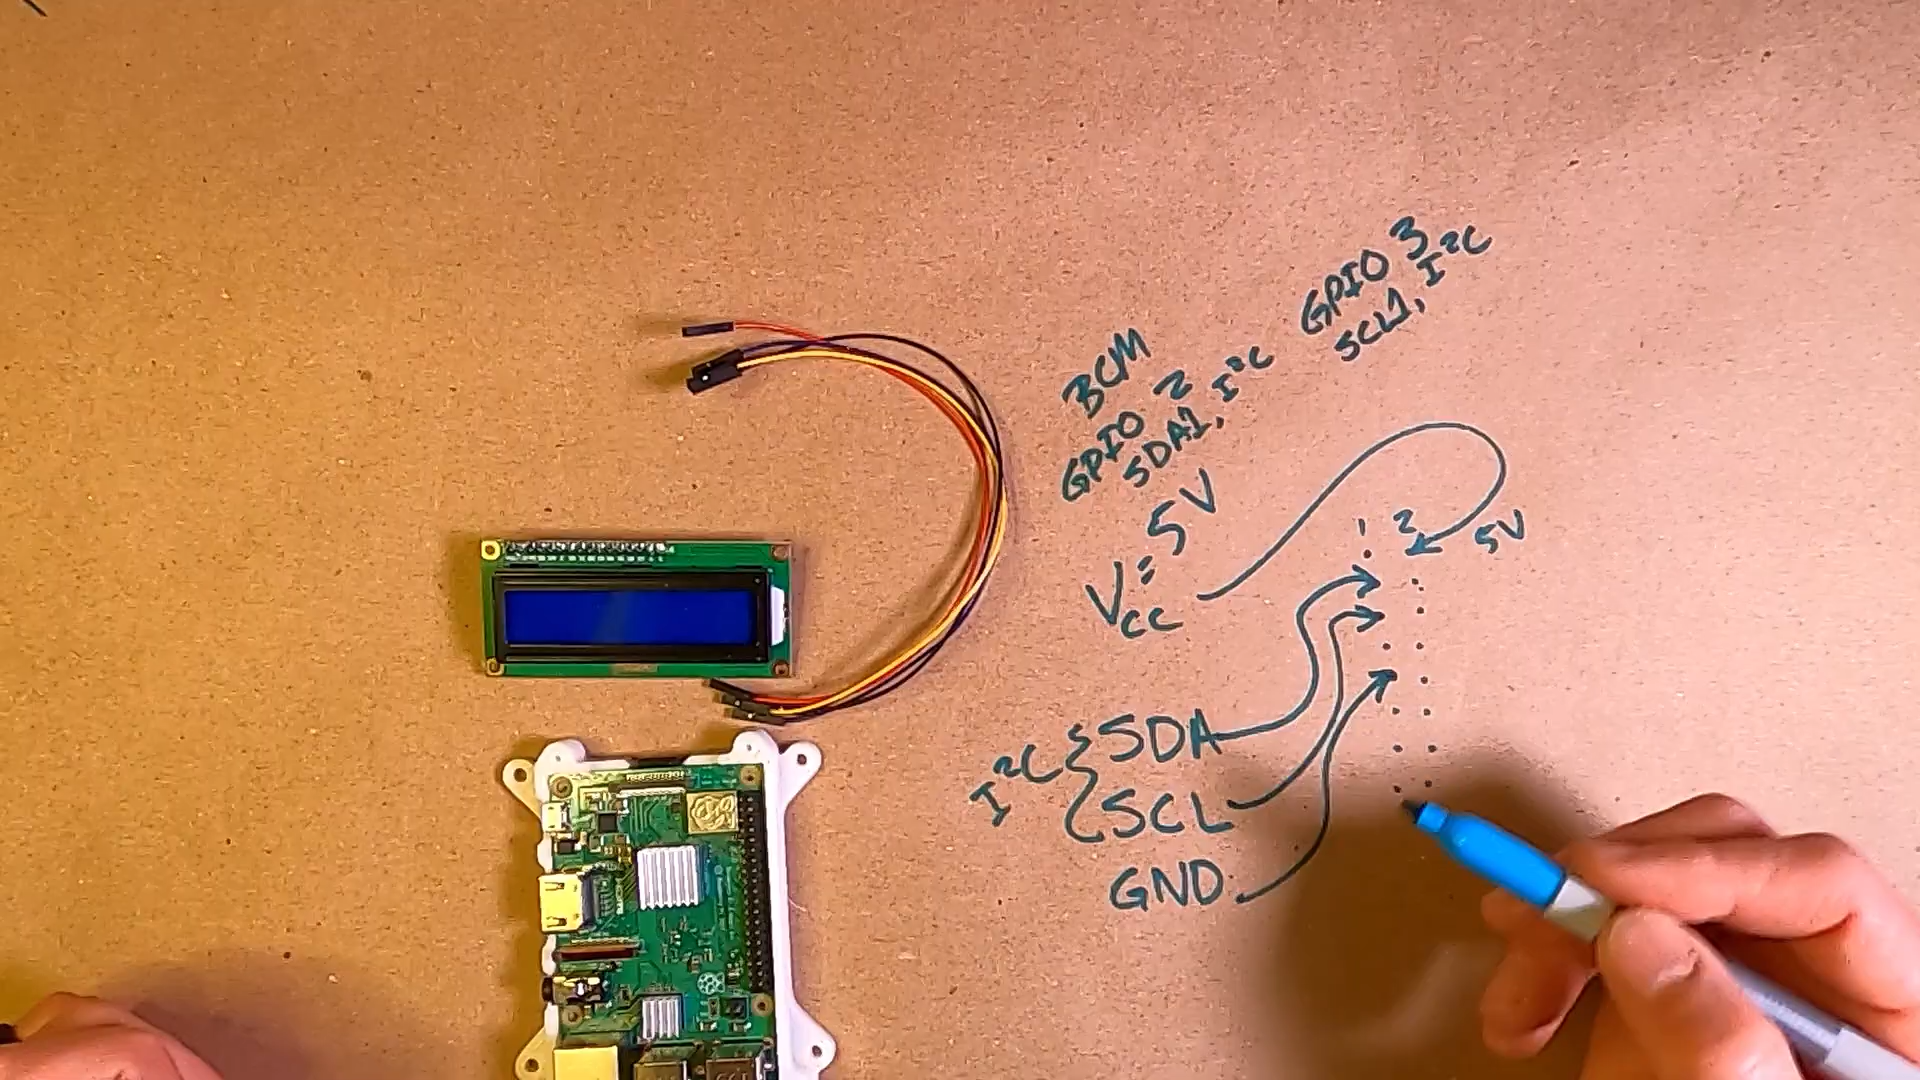 BCM
GPIO 2
SDA1, I²C
GPIO 3
SCL1, I²C
5V
=
Vcc
1 2
5V
I²C { SDA
SCL
GND